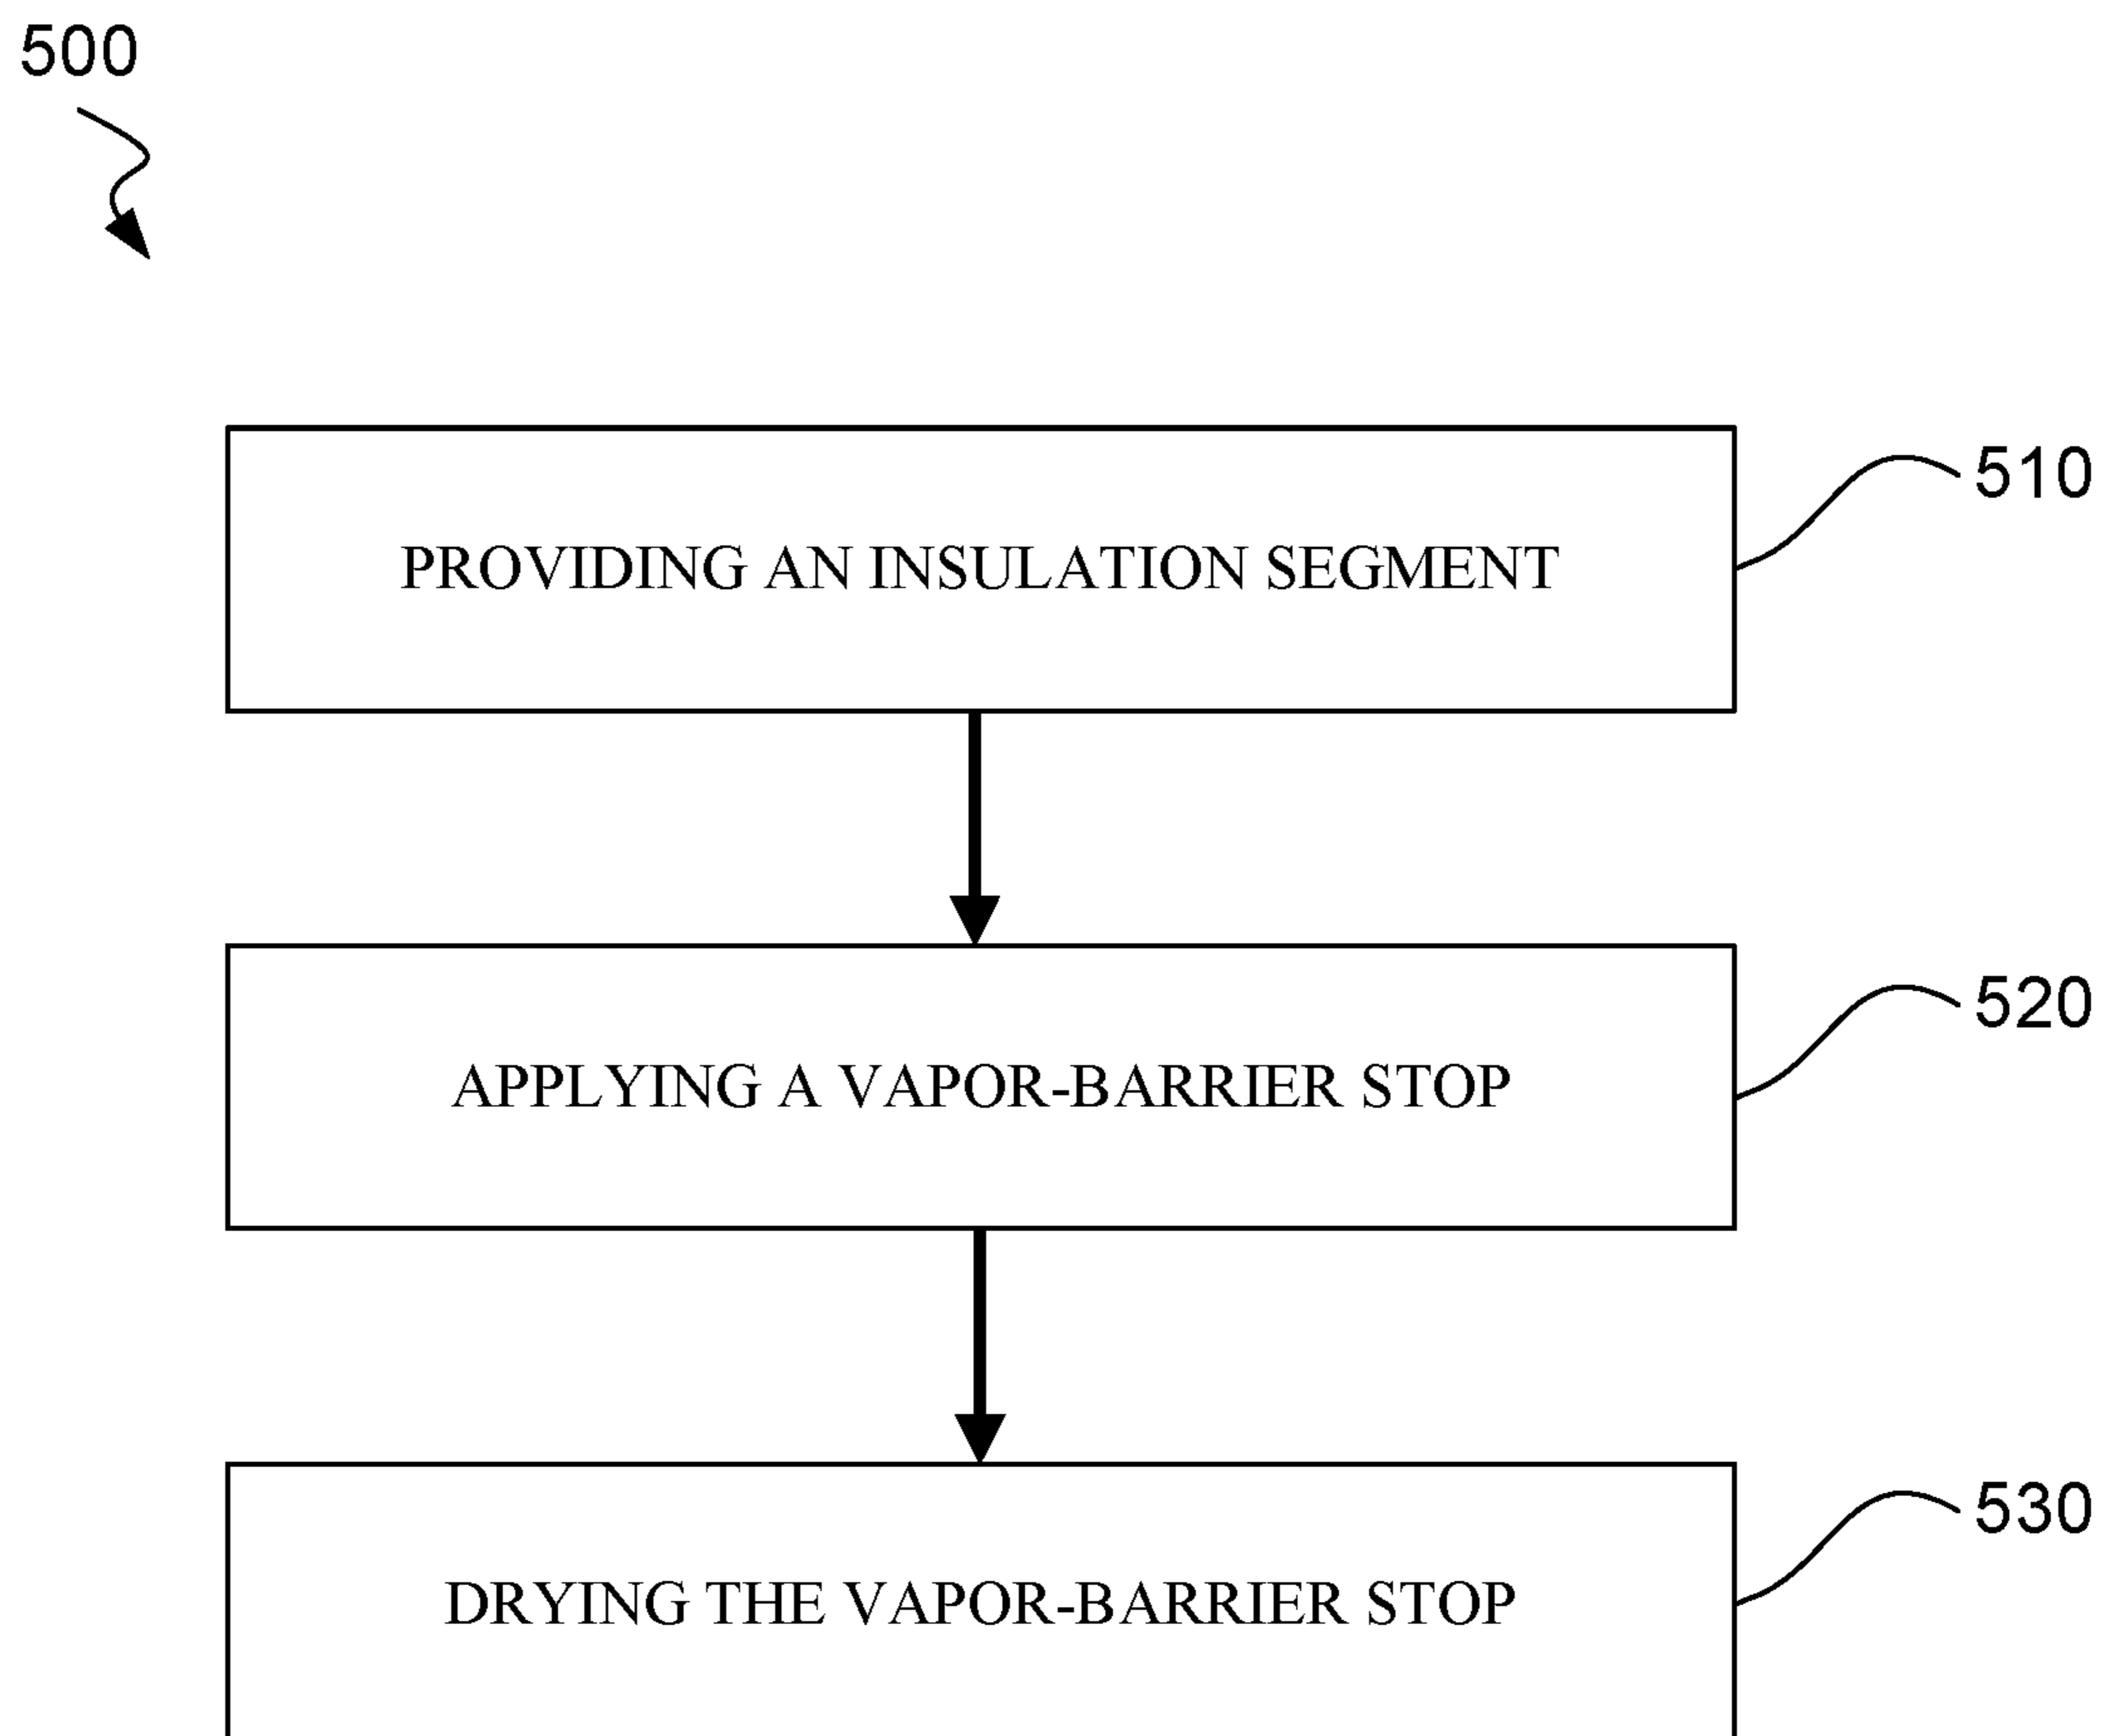 500
PROVIDING AN INSULATION SEGMENT
510
APPLYING A VAPOR-BARRIER STOP
520
DRYING THE VAPOR-BARRIER STOP
530